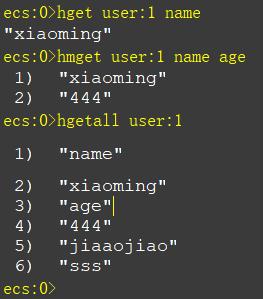 ecs:0>hget user:1 name
"xiaoming"
ecs:0>hmget user:1 name age
1) "xiaoming"
2) "444"
ecs:0>hgetall user:1
1) "name"
2) "xiaoming"
3) "age"
4) "444"
5) "jiaaojiao"
6) "sss"
ecs:0>